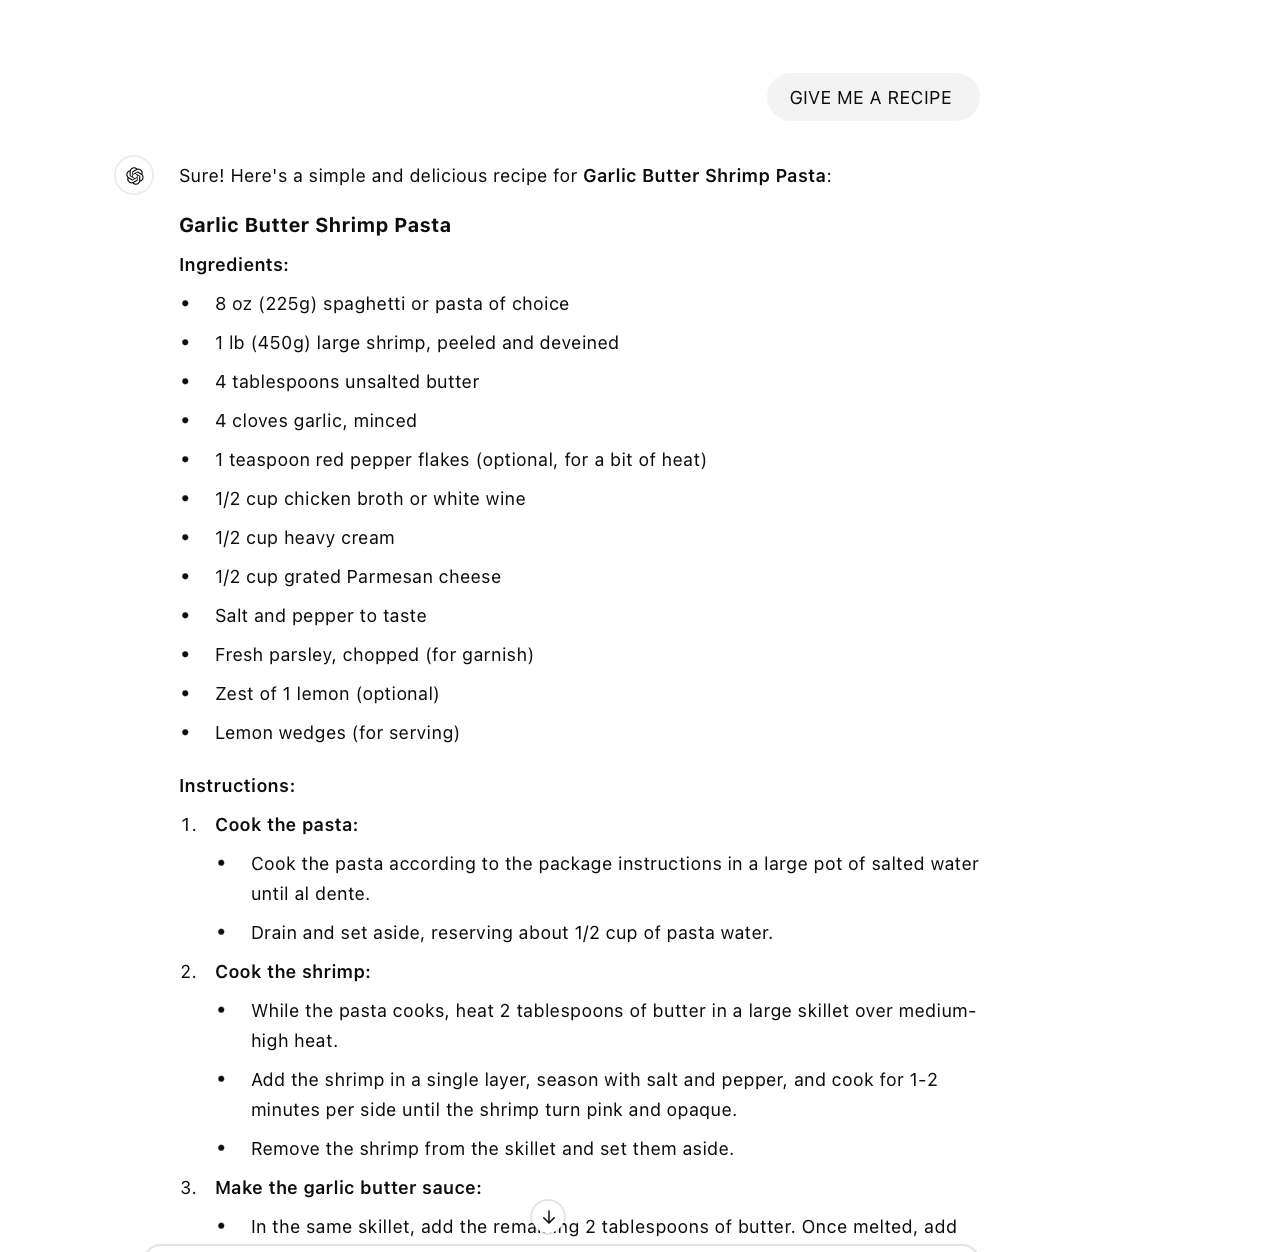 GIVE ME A RECIPE
Sure! Here's a simple and delicious recipe for Garlic Butter Shrimp Pasta:
Garlic Butter Shrimp Pasta
Ingredients:
• 8 oz (225g) spaghetti or pasta of choice
• 1 lb (450g) large shrimp, peeled and deveined
• 4 tablespoons unsalted butter
• 4 cloves garlic, minced
• 1 teaspoon red pepper flakes (optional, for a bit of heat)
• 1/2 cup chicken broth or white wine
• 1/2 cup heavy cream
• 1/2 cup grated Parmesan cheese
• Salt and pepper to taste
• Fresh parsley, chopped (for garnish)
• Zest of 1 lemon (optional)
• Lemon wedges (for serving)
Instructions:
1. Cook the pasta:
• Cook the pasta according to the package instructions in a large pot of salted water
until al dente.
• Drain and set aside, reserving about 1/2 cup of pasta water.
2. Cook the shrimp:
• While the pasta cooks, heat 2 tablespoons of butter in a large skillet over medium-
high heat.
• Add the shrimp in a single layer, season with salt and pepper, and cook for 1-2
minutes per side until the shrimp turn pink and opaque.
• Remove the shrimp from the skillet and set them aside.
3. Make the garlic butter sauce:
• In the same skillet, add the remaining 2 tablespoons of butter. Once melted, add